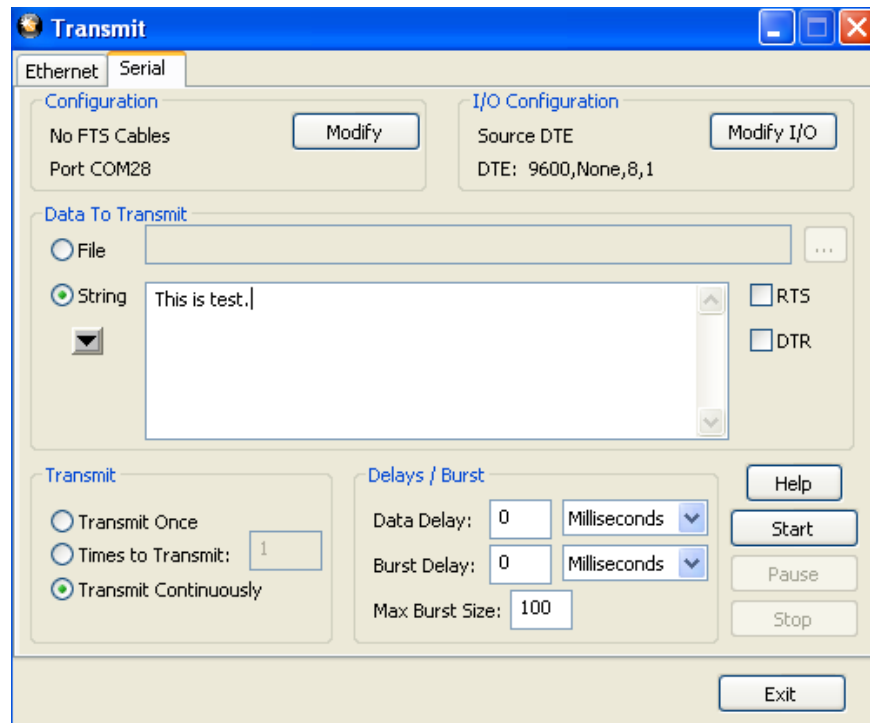 Transmit
Ethernet Serial
Configuration
No FTS Cables
Modify
Port COM28
I/O Configuration
Source DTE
Modify I/O
DTE: 9600,None,8,1
Data To Transmit
File
...
String
This is test.
RTS
DTR
Transmit
Transmit Once
Times to Transmit: 1
Transmit Continuously
Delays / Burst
Data Delay: 0 Milliseconds
Burst Delay: 0 Milliseconds
Max Burst Size: 100
Help
Start
Pause
Stop
Exit